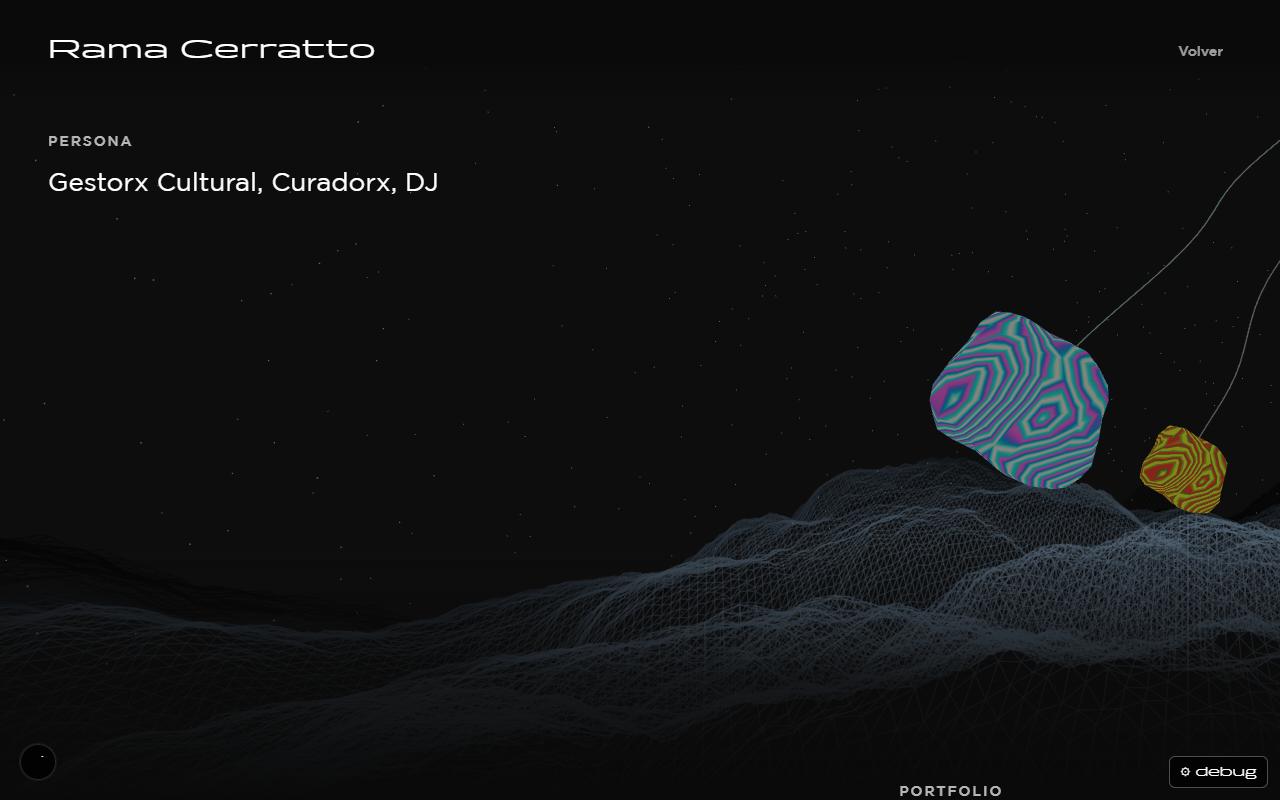 Rama Cerratto
Volver
PERSONA
Gestorx Cultural, Curadorx, DJ
debug
PORTFOLIO